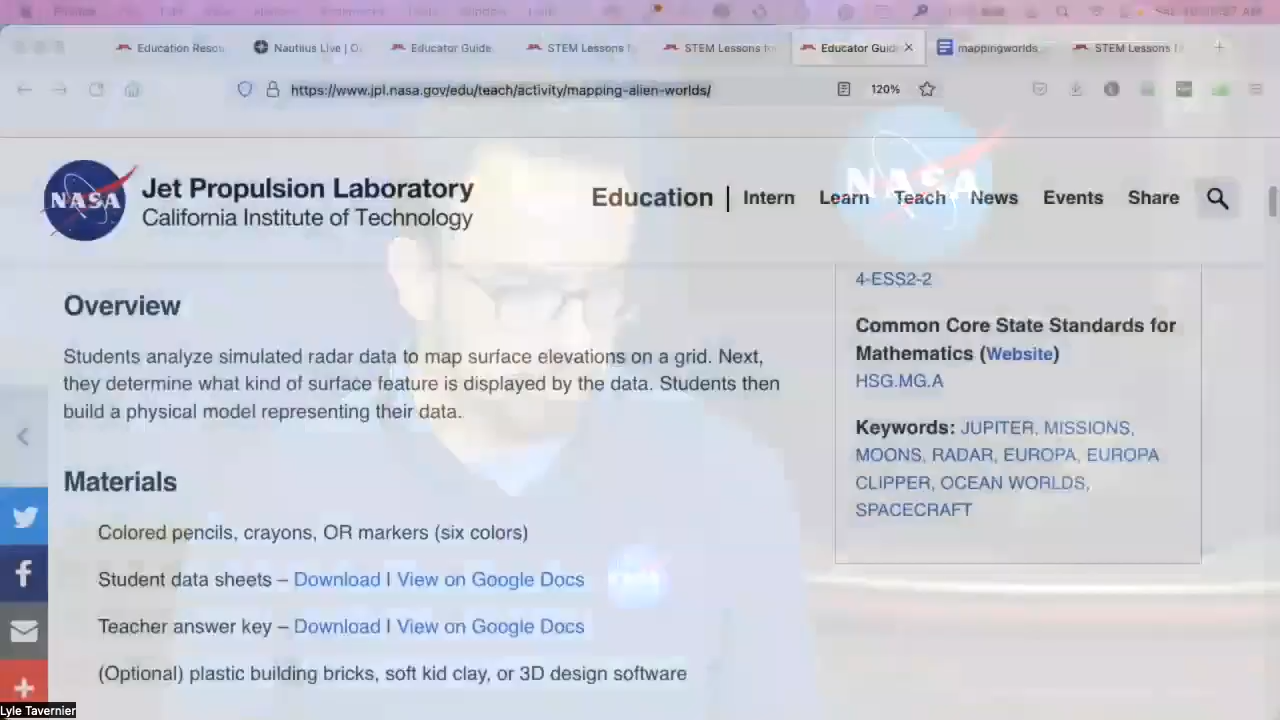 Education Resou
Nautilus Live | O
Educator Guide
STEM Lessons f
STEM Lessons fo
Educator Guid
mappingworlds
STEM Lessons f
https://www.jpl.nasa.gov/edu/teach/activity/mapping-alien-worlds/
120%
NASA
Jet Propulsion Laboratory
California Institute of Technology
Education | Intern Learn Teach News Events Share
NASA
Overview
Students analyze simulated radar data to map surface elevations on a grid. Next,
they determine what kind of surface feature is displayed by the data. Students then
build a physical model representing their data.
Materials
Colored pencils, crayons, OR markers (six colors)
Student data sheets – Download | View on Google Docs
NASA
Teacher answer key – Download | View on Google Docs
(Optional) plastic building bricks, soft kid clay, or 3D design software
4-ESS2-2
Common Core State Standards for
Mathematics (Website)
HSG.MG.A
Keywords: JUPITER, MISSIONS,
MOONS, RADAR, EUROPA, EUROPA
CLIPPER, OCEAN WORLDS,
SPACECRAFT
Lyle Tavernier